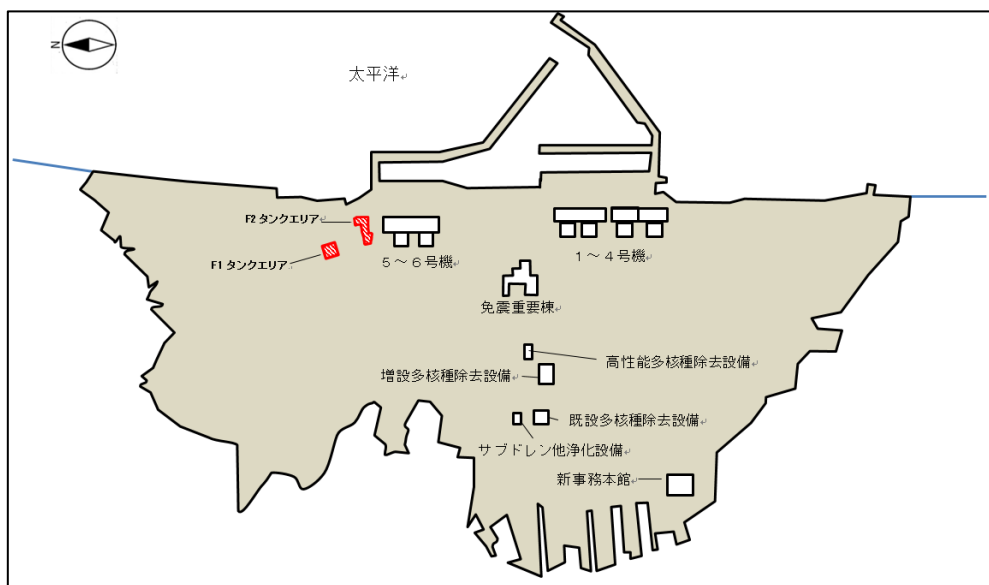 N
太平洋
F2 タンクエリア
F1 タンクエリア
5～6号機
1～4号機
免震重要棟
高性能多核種除去設備
増設多核種除去設備
既設多核種除去設備
サブドレン他浄化設備
新事務本館